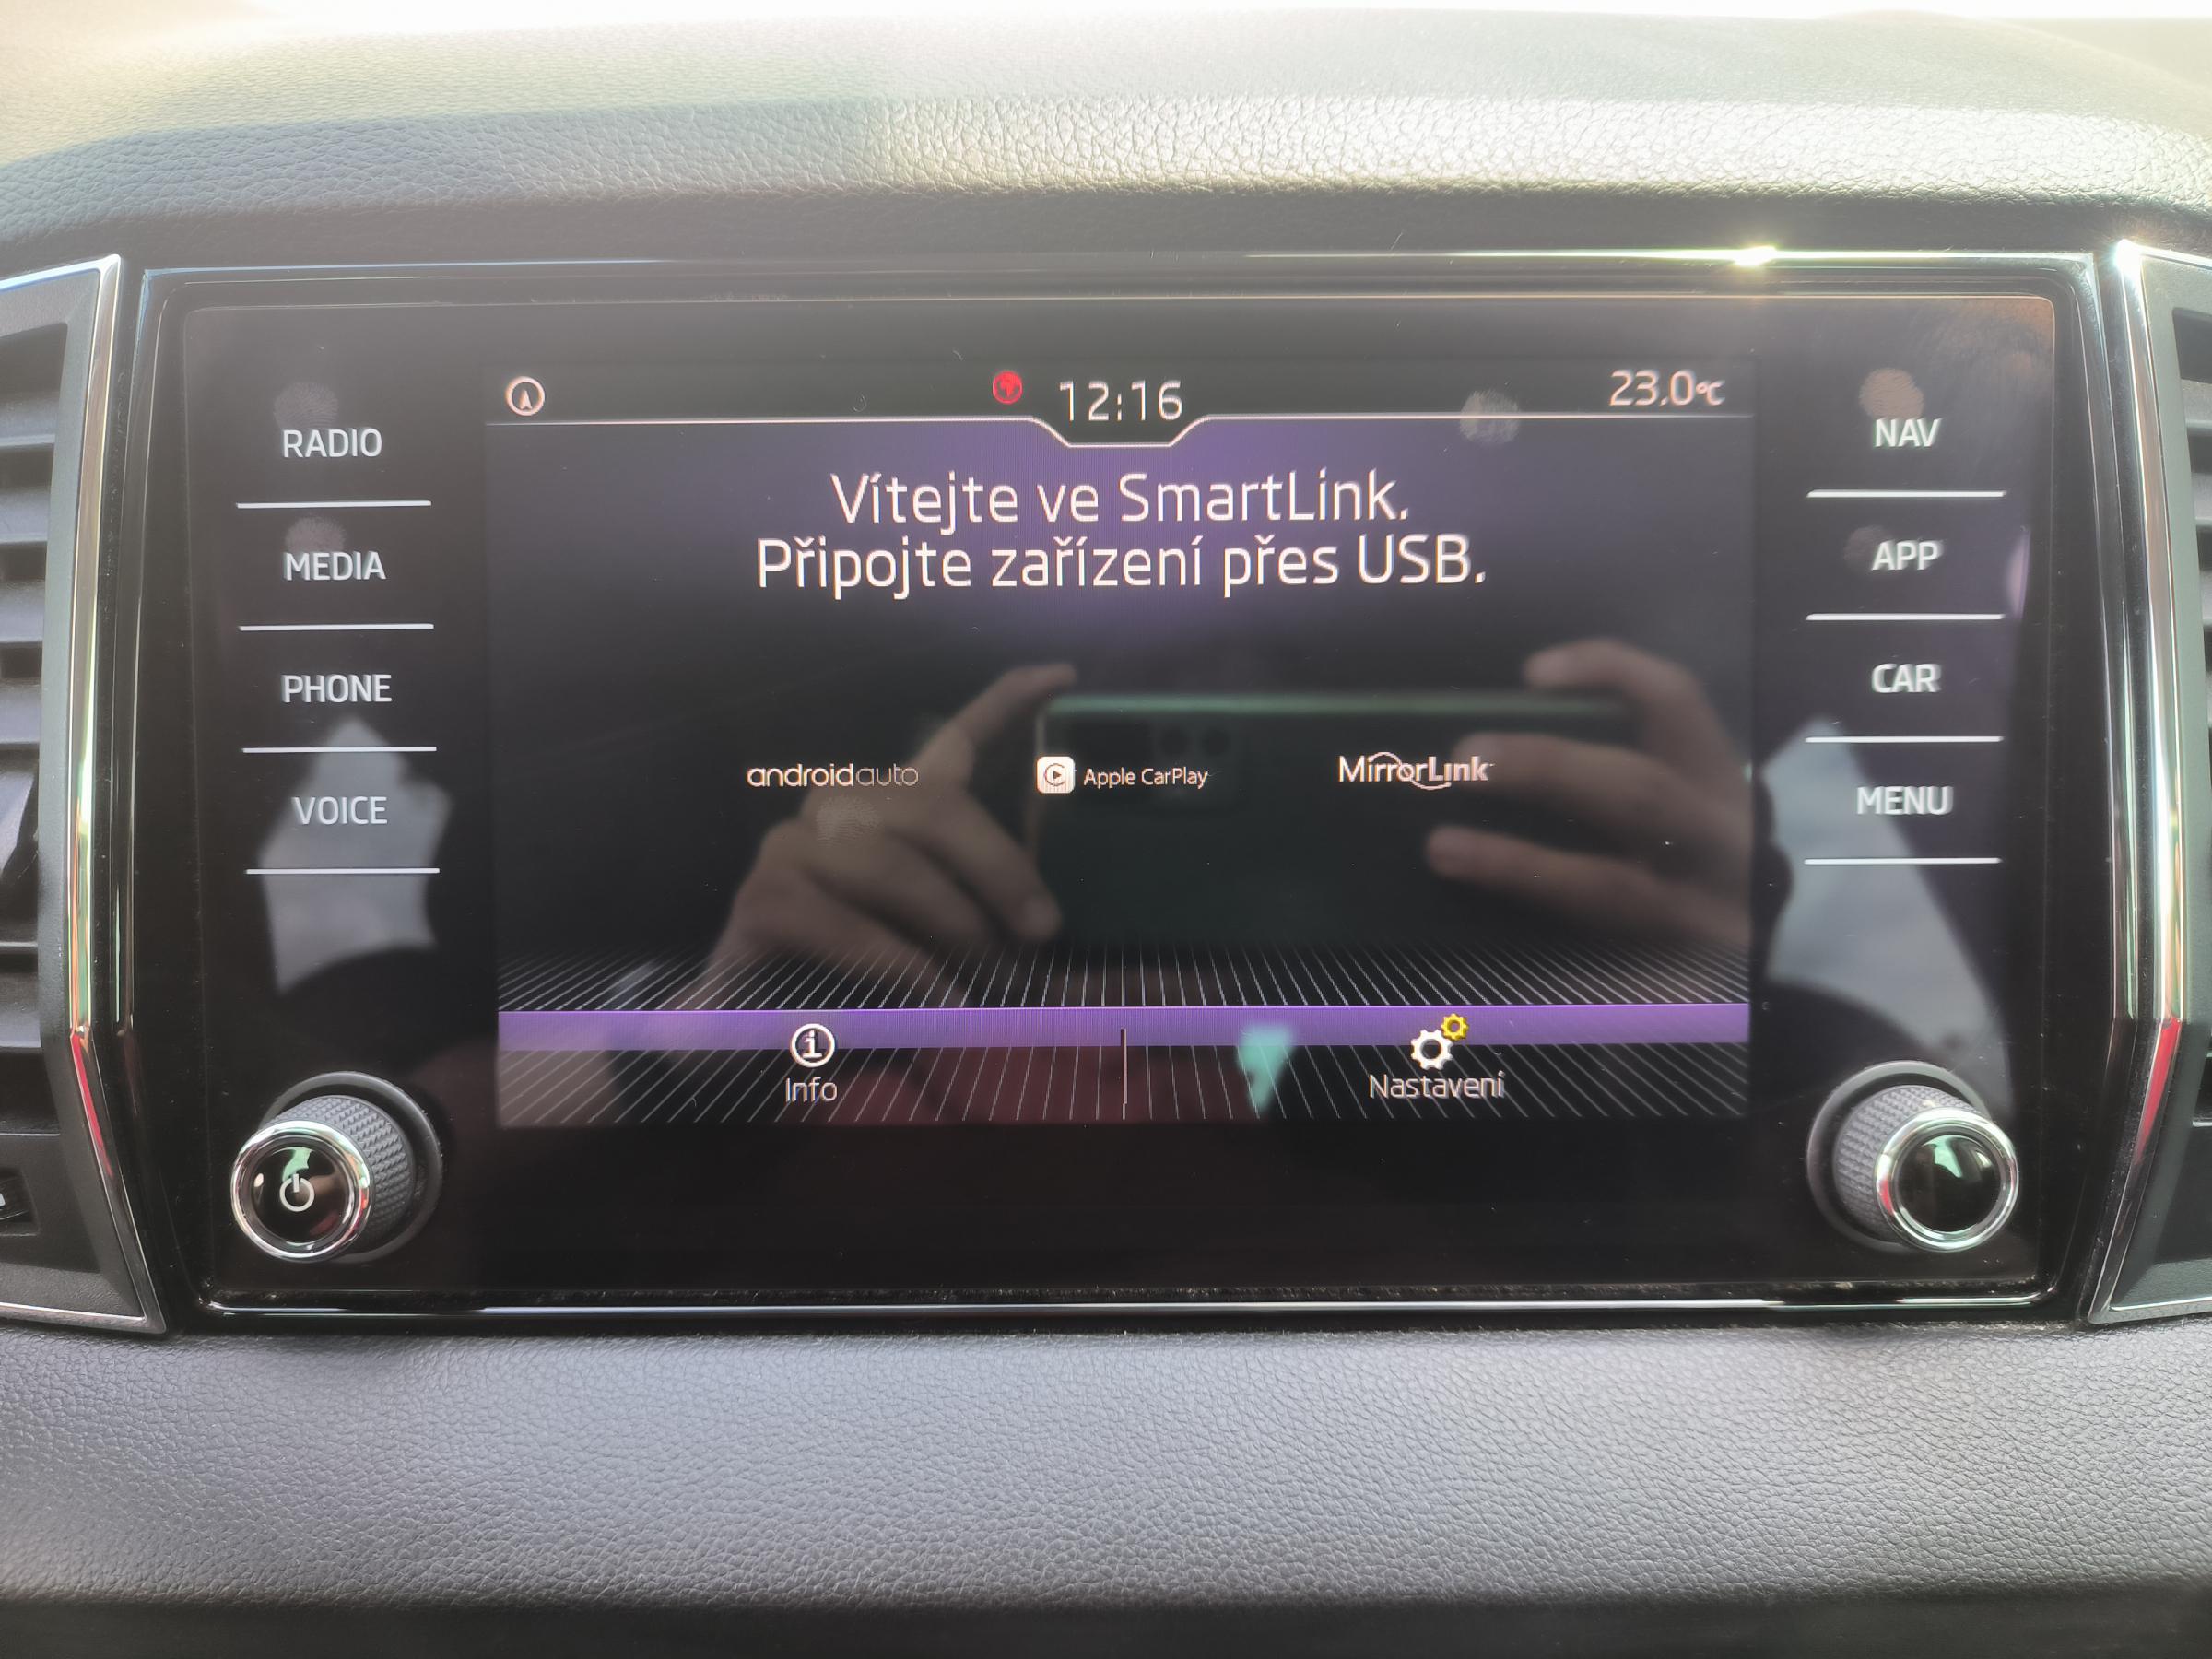 12:16
23.0°C
RADIO
MEDIA
PHONE
VOICE
Vítejte ve SmartLink.
Připojte zařízení přes USB.
androidauto
Apple CarPlay
MirrorLink
Info
Nastavení
NAV
APP
CAR
MENU